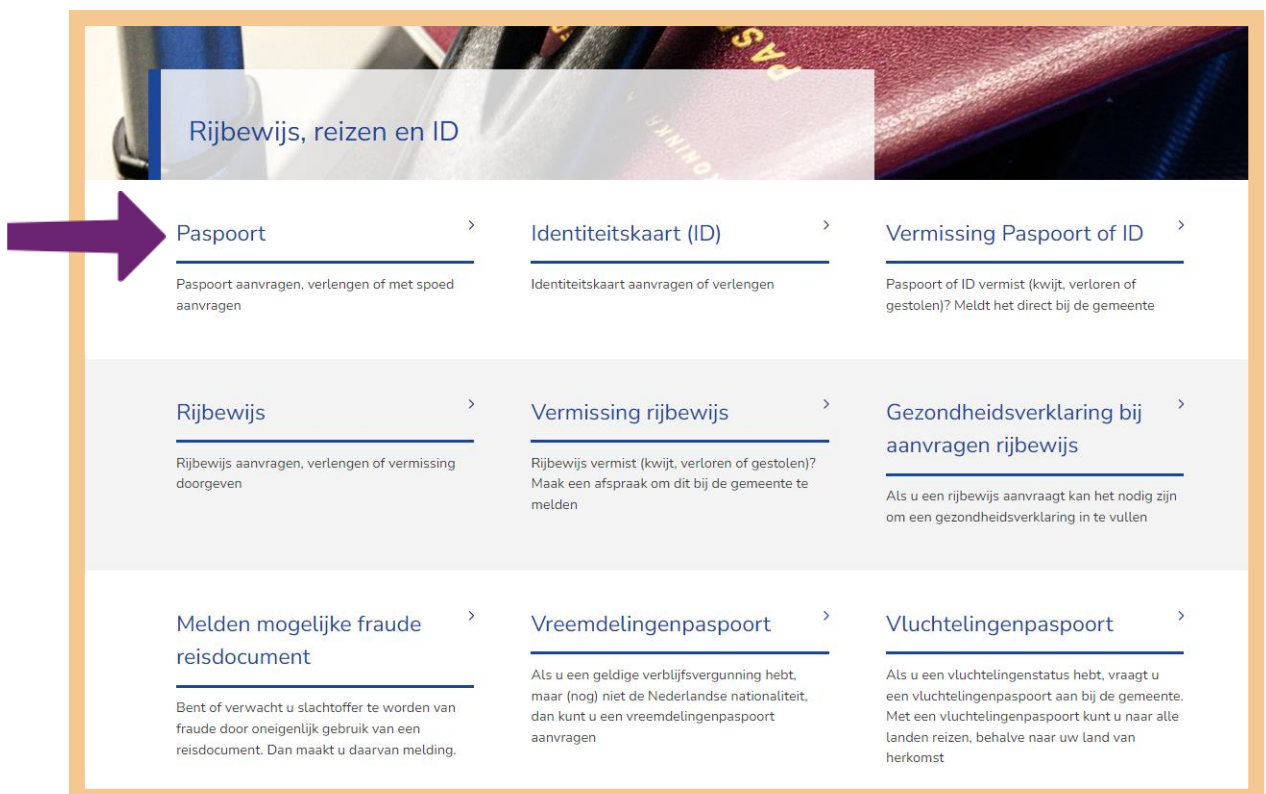 PASPOORT
KONINKR
Rijbewijs, reizen en ID
Paspoort
Paspoort aanvragen, verlengen of met spoed
aanvragen
Identiteitskaart (ID)
Identiteitskaart aanvragen of verlengen
Vermissing Paspoort of ID
Paspoort of ID vermist (kwijt, verloren of
gestolen)? Meldt het direct bij de gemeente
Rijbewijs
Rijbewijs aanvragen, verlengen of vermissing
doorgeven
Vermissing rijbewijs
Rijbewijs vermist (kwijt, verloren of gestolen)?
Maak een afspraak om dit bij de gemeente te
melden
Gezondheidsverklaring bij
aanvragen rijbewijs
Als u een rijbewijs aanvraagt kan het nodig zijn
om een gezondheidsverklaring in te vullen
Melden mogelijke fraude
reisdocument
Bent of verwacht u slachtoffer te worden van
fraude door oneigenlijk gebruik van een
reisdocument. Dan maakt u daarvan melding.
Vreemdelingenpaspoort
Als u een geldige verblijfsvergunning hebt,
maar (nog) niet de Nederlandse nationaliteit,
dan kunt u een vreemdelingenpaspoort
aanvragen
Vluchtelingenpaspoort
Als u een vluchtelingenstatus hebt, vraagt u
een vluchtelingenpaspoort aan bij de gemeente.
Met een vluchtelingenpaspoort kunt u naar alle
landen reizen, behalve naar uw land van
herkomst